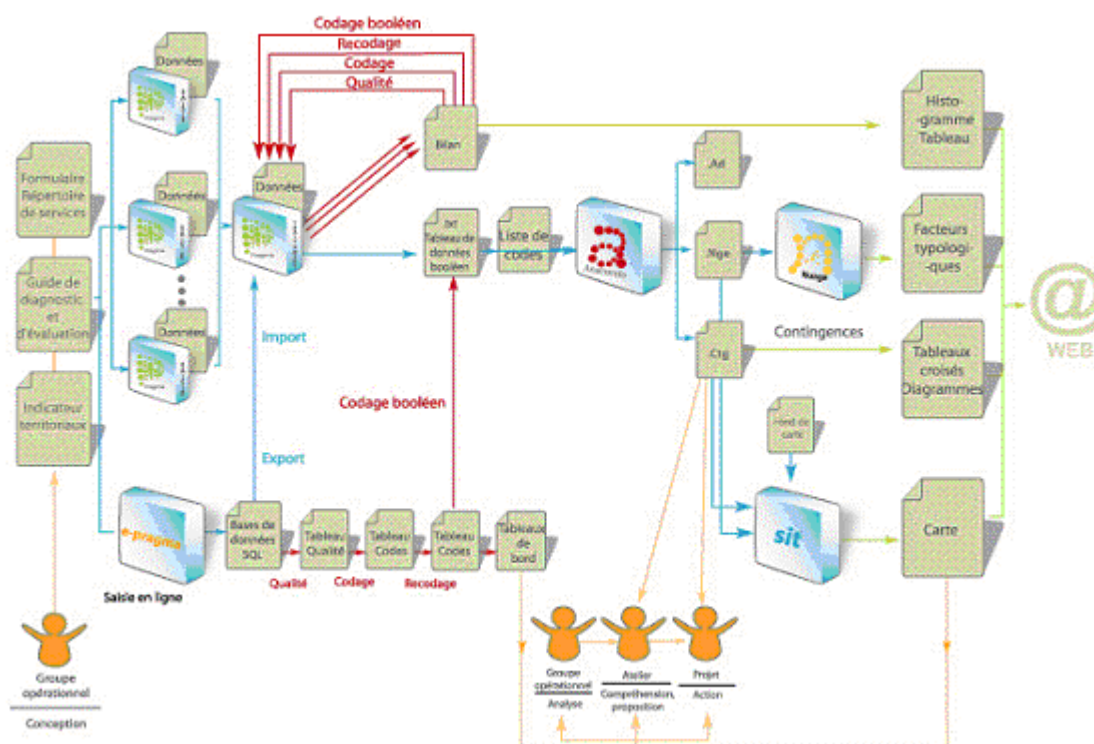 Codage booléen
Recodage
Codage
Qualité
Données
Bilan
Histo-
-gramme
Tableau
Formulaire
Répertoire
de services
Données
Données
.txt
Tableau de
données
booléen
Liste de
codes
Anaconda
.Nge
Nuage
Facteurs
typologi-
-ques
Guide de
diagnostic
et
d'évaluation
Données
Import
Codage booléen
Contingences
.Ctg
Tableaux
croisés
Diagrammes
@
WEB
Indicateur
territoriaux
Export
Fond de
carte
e-pragma
Bases de
données
SQL
Tableau
Qualité
Tableau
Codes
Tableau
Codes
Tableaux
de
bord
sit
Carte
Qualité
Codage
Recodage
Saisie en ligne
Groupe
opérationnel
Conception
Groupe
opérationnel
Analyse
Atelier
Compréhension,
proposition
Projet
Action